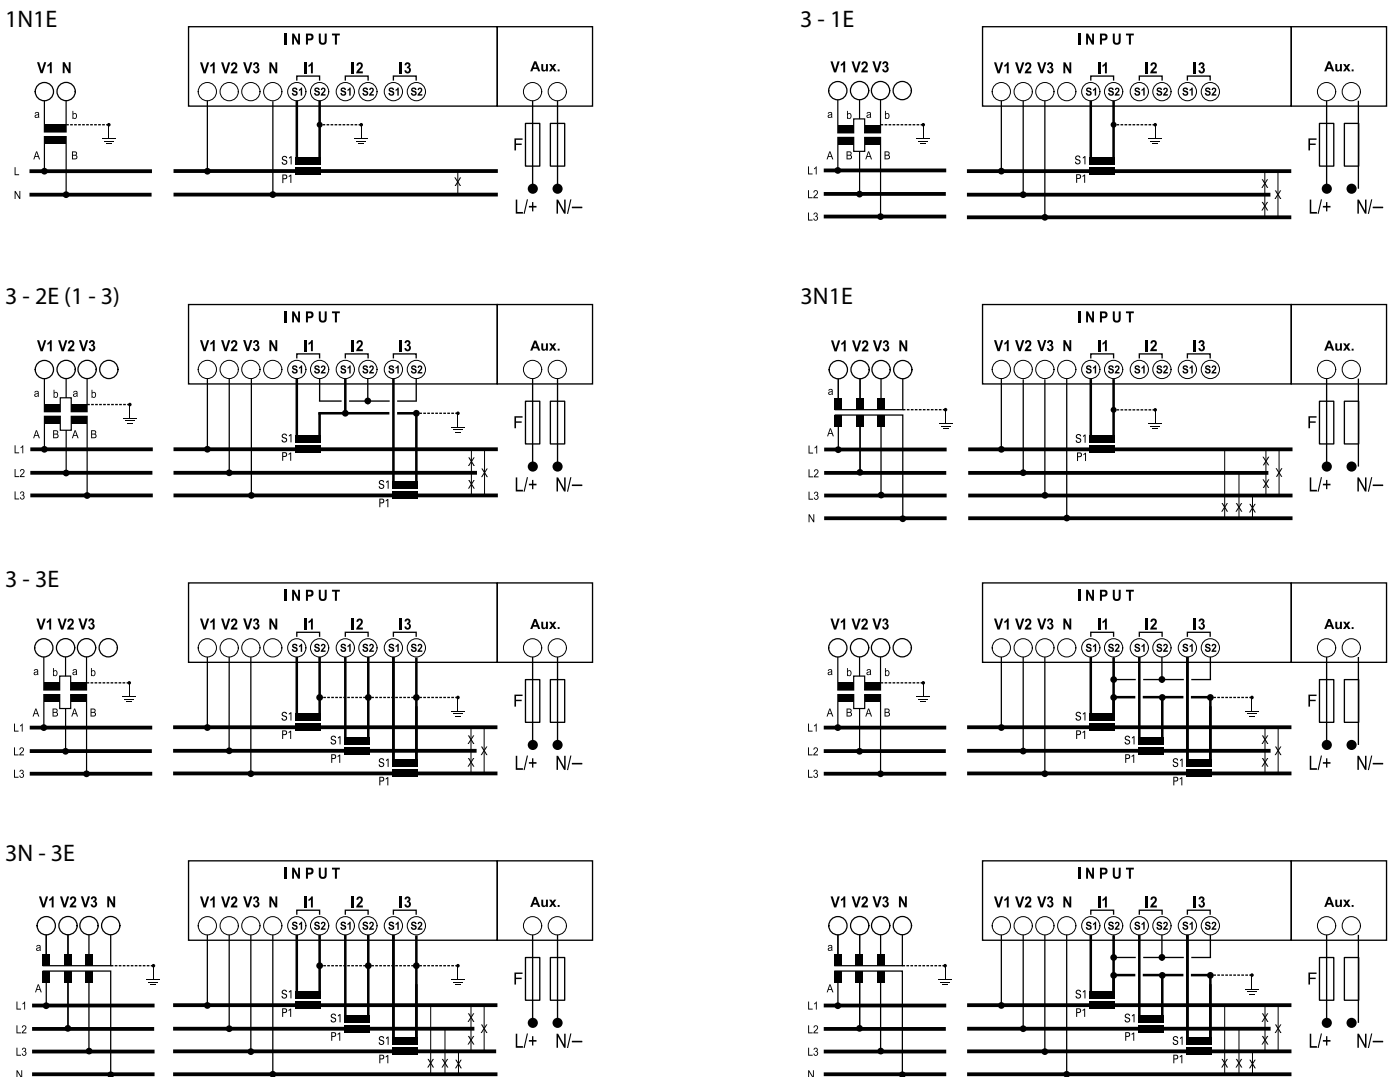 1N1E
INPUT
V1 N
V1 V2 V3 N I1 I2 I3 Aux.
S1 S2 S1 S2 S1 S2
a b
F
A B
S1
P1
L
N
L/+ N/–
3 - 1E
INPUT
V1 V2 V3
V1 V2 V3 N I1 I2 I3 Aux.
S1 S2 S1 S2 S1 S2
a b a b
F
A B A B
S1
P1
L1
L2
L3
L/+ N/–
3 - 2E (1 - 3)
INPUT
V1 V2 V3
V1 V2 V3 N I1 I2 I3 Aux.
S1 S2 S1 S2 S1 S2
a b a b
F
A B A B
S1
P1
L1
L2
S1
P1
L3
L/+ N/–
3N1E
INPUT
V1 V2 V3 N
V1 V2 V3 N I1 I2 I3 Aux.
S1 S2 S1 S2 S1 S2
a
F
A
S1
P1
L1
L2
L3
N
L/+ N/–
3 - 3E
INPUT
V1 V2 V3
V1 V2 V3 N I1 I2 I3 Aux.
S1 S2 S1 S2 S1 S2
a b a b
F
A B A B
S1
P1
L1
S1
P1
L2
S1
P1
L3
L/+ N/–
INPUT
V1 V2 V3
V1 V2 V3 N I1 I2 I3 Aux.
S1 S2 S1 S2 S1 S2
a b a b
F
A B A B
S1
P1
L1
S1
P1
L2
S1
P1
L3
L/+ N/–
3N - 3E
INPUT
V1 V2 V3 N
V1 V2 V3 N I1 I2 I3 Aux.
S1 S2 S1 S2 S1 S2
a
F
A
S1
P1
L1
S1
P1
L2
S1
P1
L3
N
L/+ N/–
INPUT
V1 V2 V3 N
V1 V2 V3 N I1 I2 I3 Aux.
S1 S2 S1 S2 S1 S2
a
F
A
S1
P1
L1
S1
P1
L2
S1
P1
L3
N
L/+ N/–